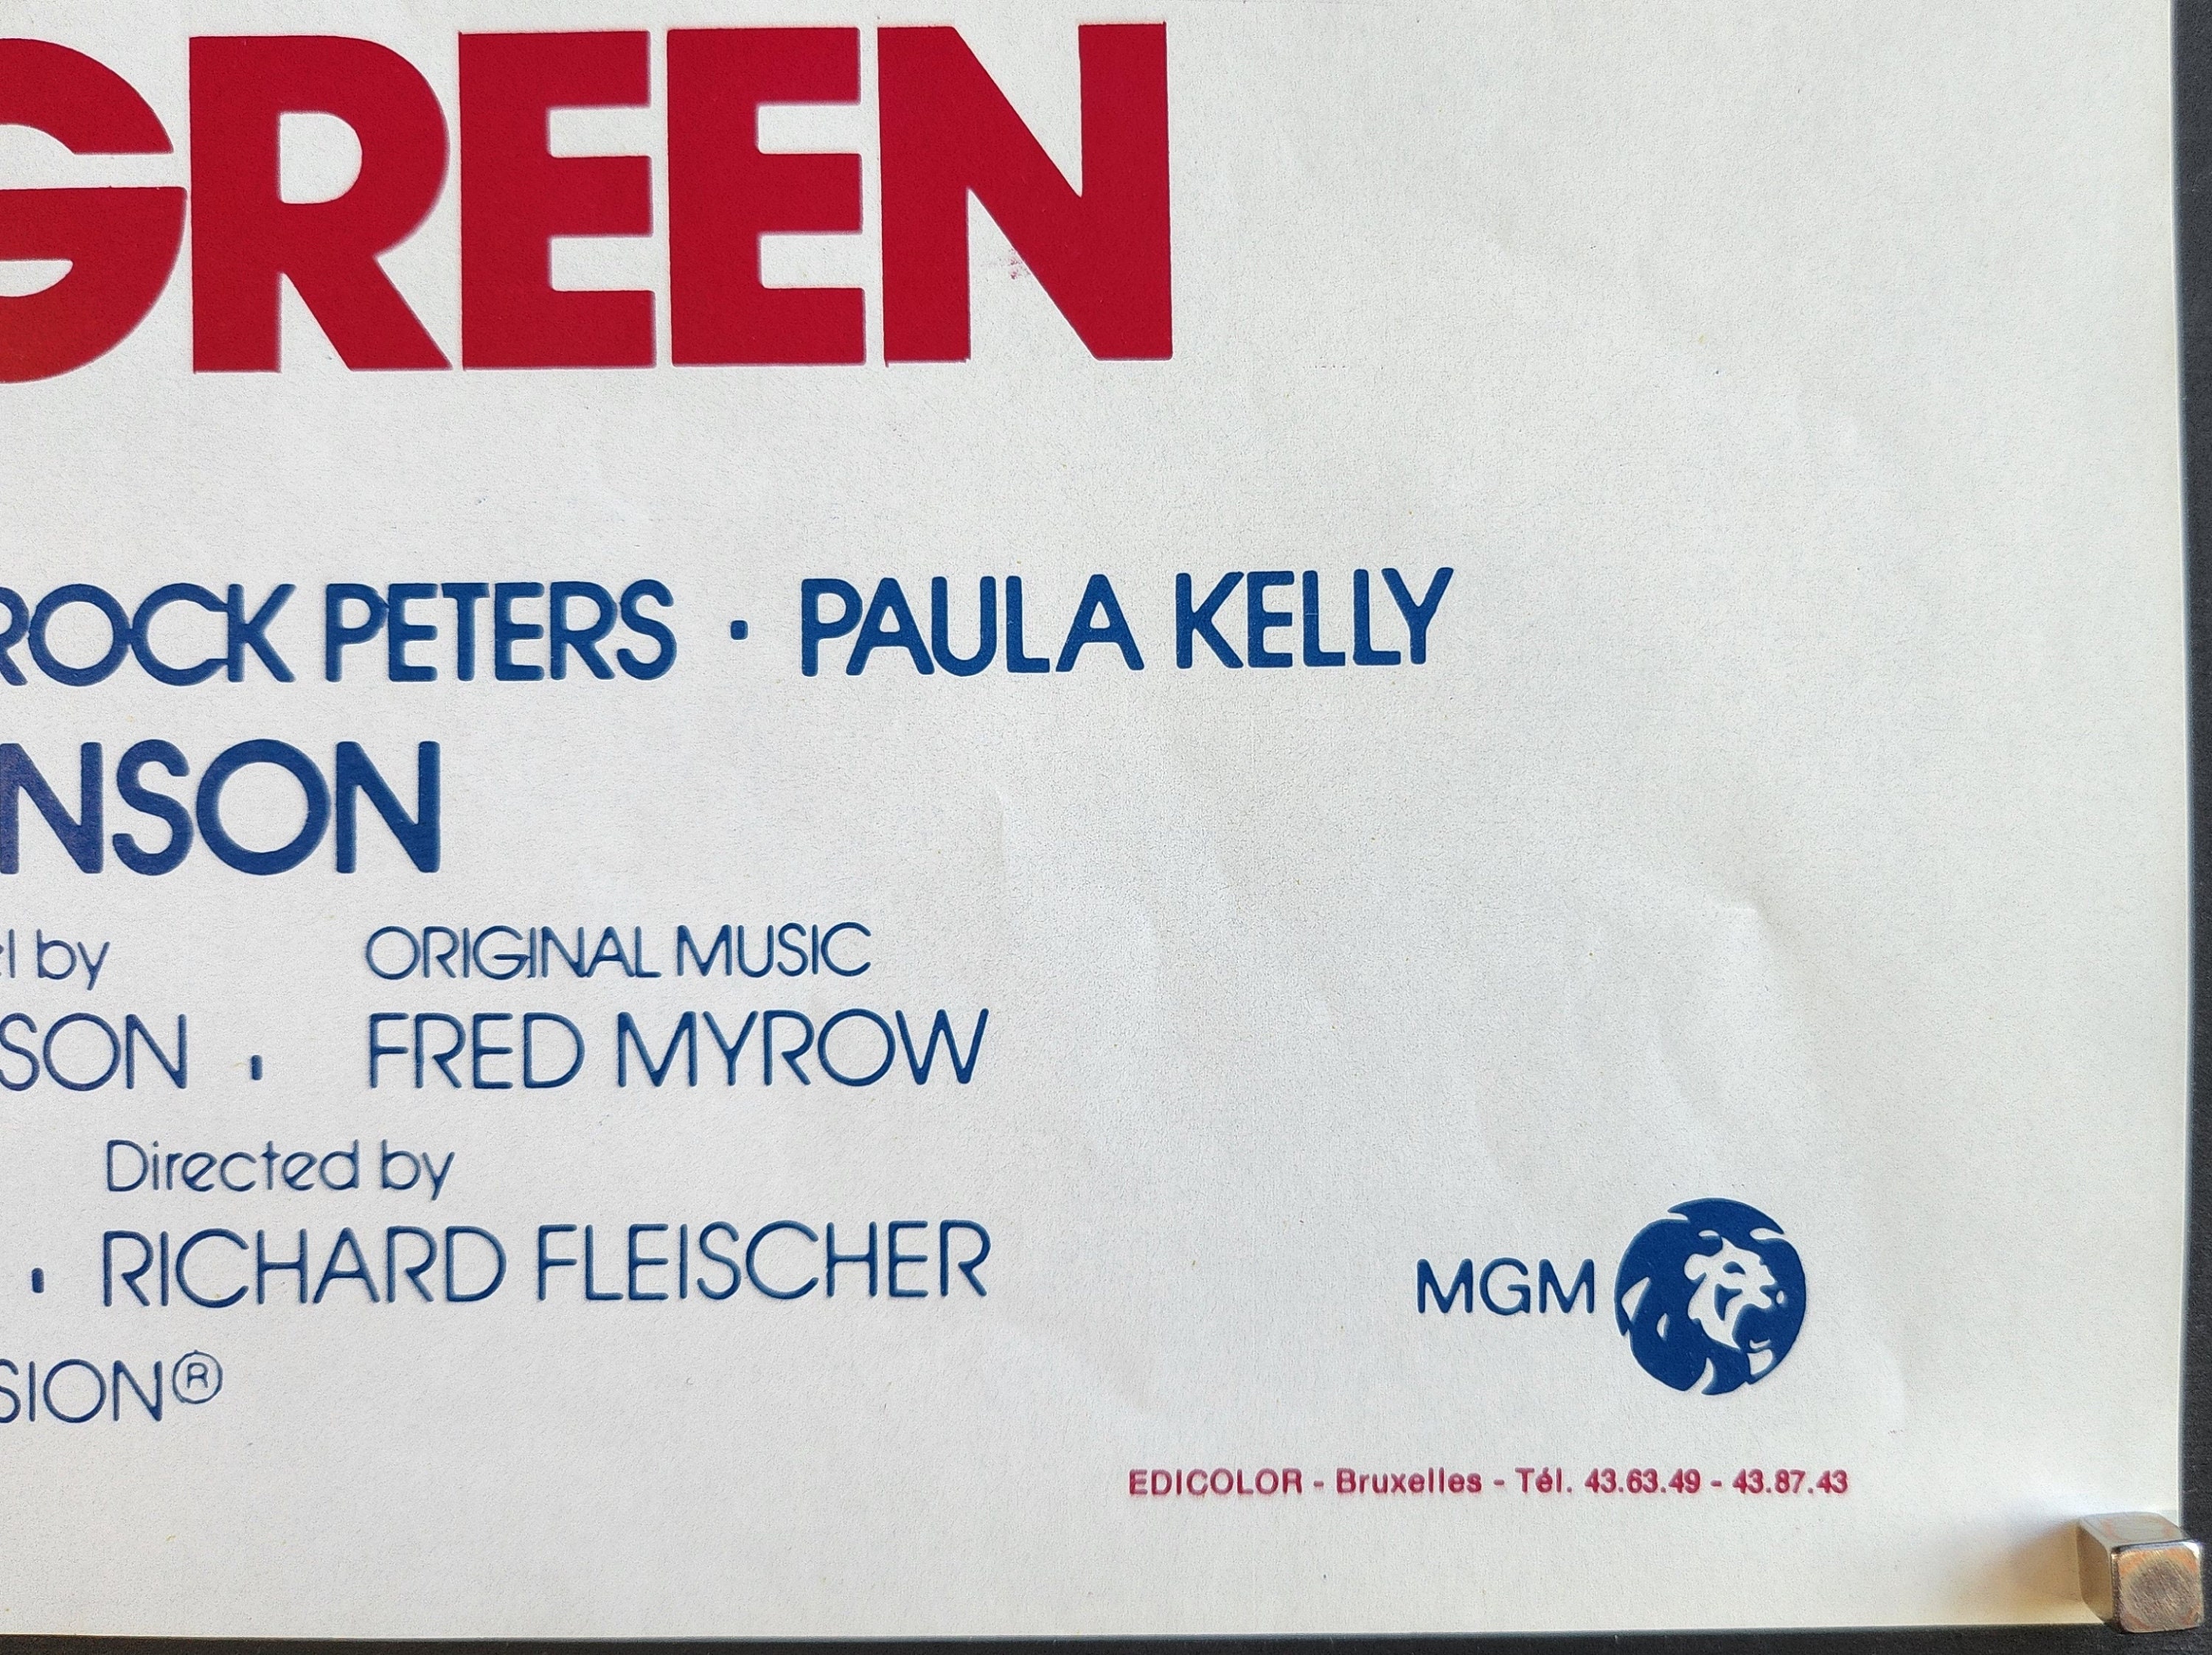 GREEN
ROCK PETERS · PAULA KELLY
NSON
el by
ORIGINAL MUSIC
SON · FRED MYROW
Directed by
· RICHARD FLEISCHER
MGM
SION®
EDICOLOR - Bruxelles - Tél. 43.63.49 - 43.87.43